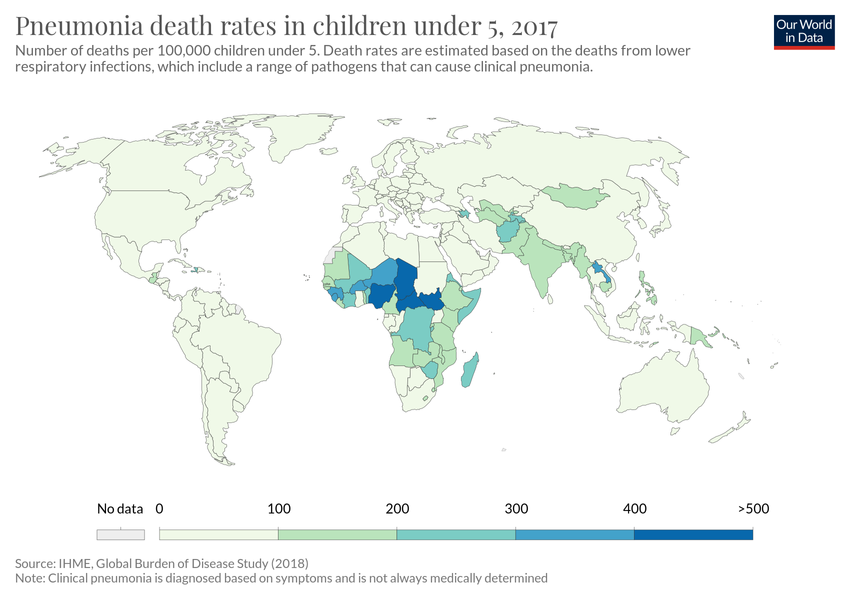 Pneumonia death rates in children under 5, 2017
Number of deaths per 100,000 children under 5. Death rates are estimated based on the deaths from lower
respiratory infections, which include a range of pathogens that can cause clinical pneumonia.
Our World
in Data
No data 0 100 200 300 400 >500
Source: IHME, Global Burden of Disease Study (2018)
Note: Clinical pneumonia is diagnosed based on symptoms and is not always medically determined